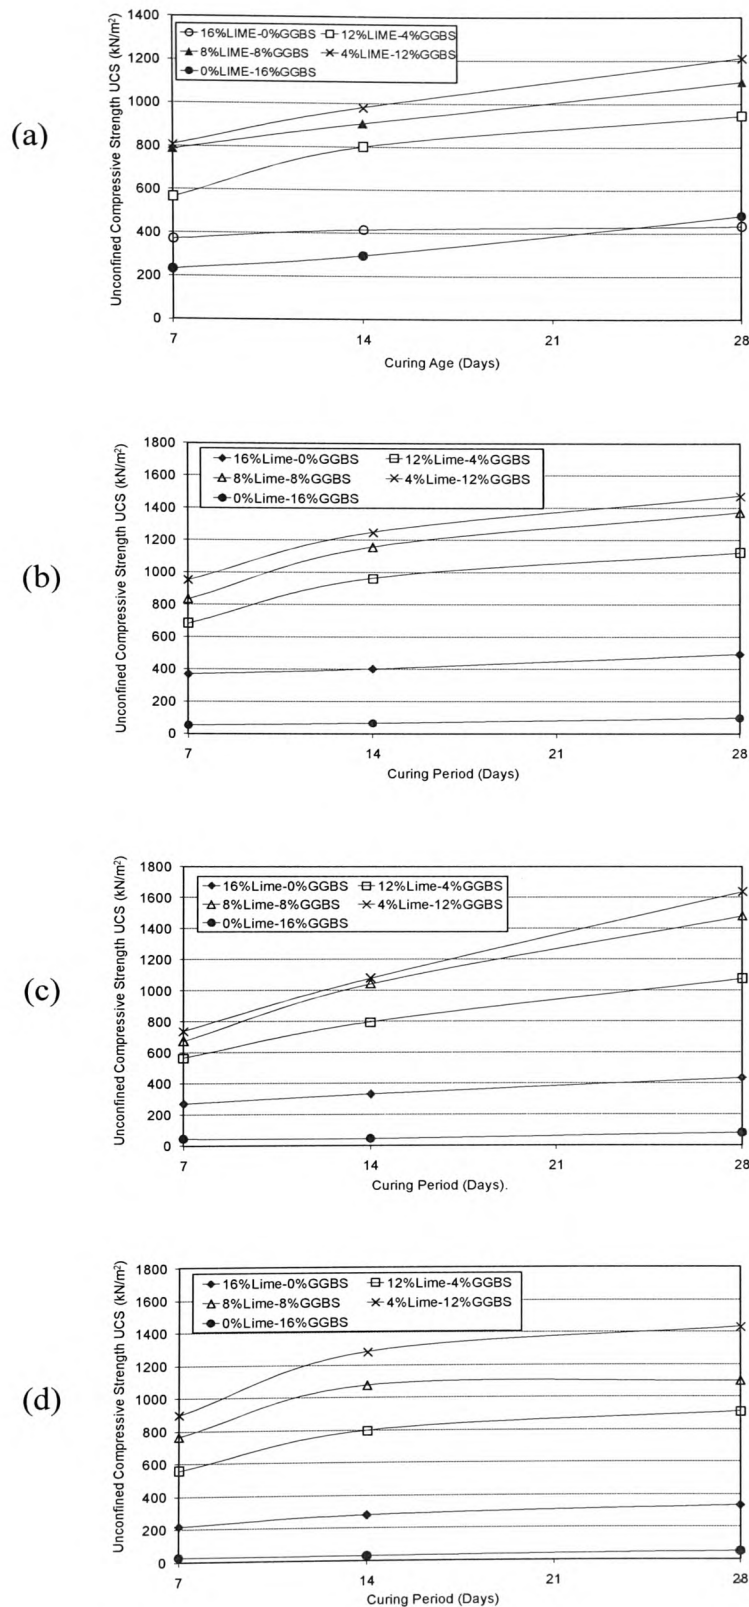 (a)
Unconfined Compressive Strength UCS (kN/m²)
1400
1200
1000
800
600
400
200
0
16%LIME-0%GGBS 12%LIME-4%GGBS
8%LIME-8%GGBS 4%LIME-12%GGBS
0%LIME-16%GGBS
7 14 21 28
Curing Age (Days)
(b)
Unconfined Compressive Strength UCS (kN/m²)
1800
1600
1400
1200
1000
800
600
400
200
0
16%Lime-0%GGBS 12%Lime-4%GGBS
8%Lime-8%GGBS 4%Lime-12%GGBS
0%Lime-16%GGBS
7 14 21 28
Curing Period (Days)
(c)
Unconfined Compressive Strength UCS (kN/m²)
1800
1600
1400
1200
1000
800
600
400
200
0
16%Lime-0%GGBS 12%Lime-4%GGBS
8%Lime-8%GGBS 4%Lime-12%GGBS
0%Lime-16%GGBS
7 14 21 28
Curing Period (Days).
(d)
Unconfined Compressive Strength UCS (kN/m²)
1800
1600
1400
1200
1000
800
600
400
200
0
16%Lime-0%GGBS 12%Lime-4%GGBS
8%Lime-8%GGBS 4%Lime-12%GGBS
0%Lime-16%GGBS
7 14 21 28
Curing Period (Days)